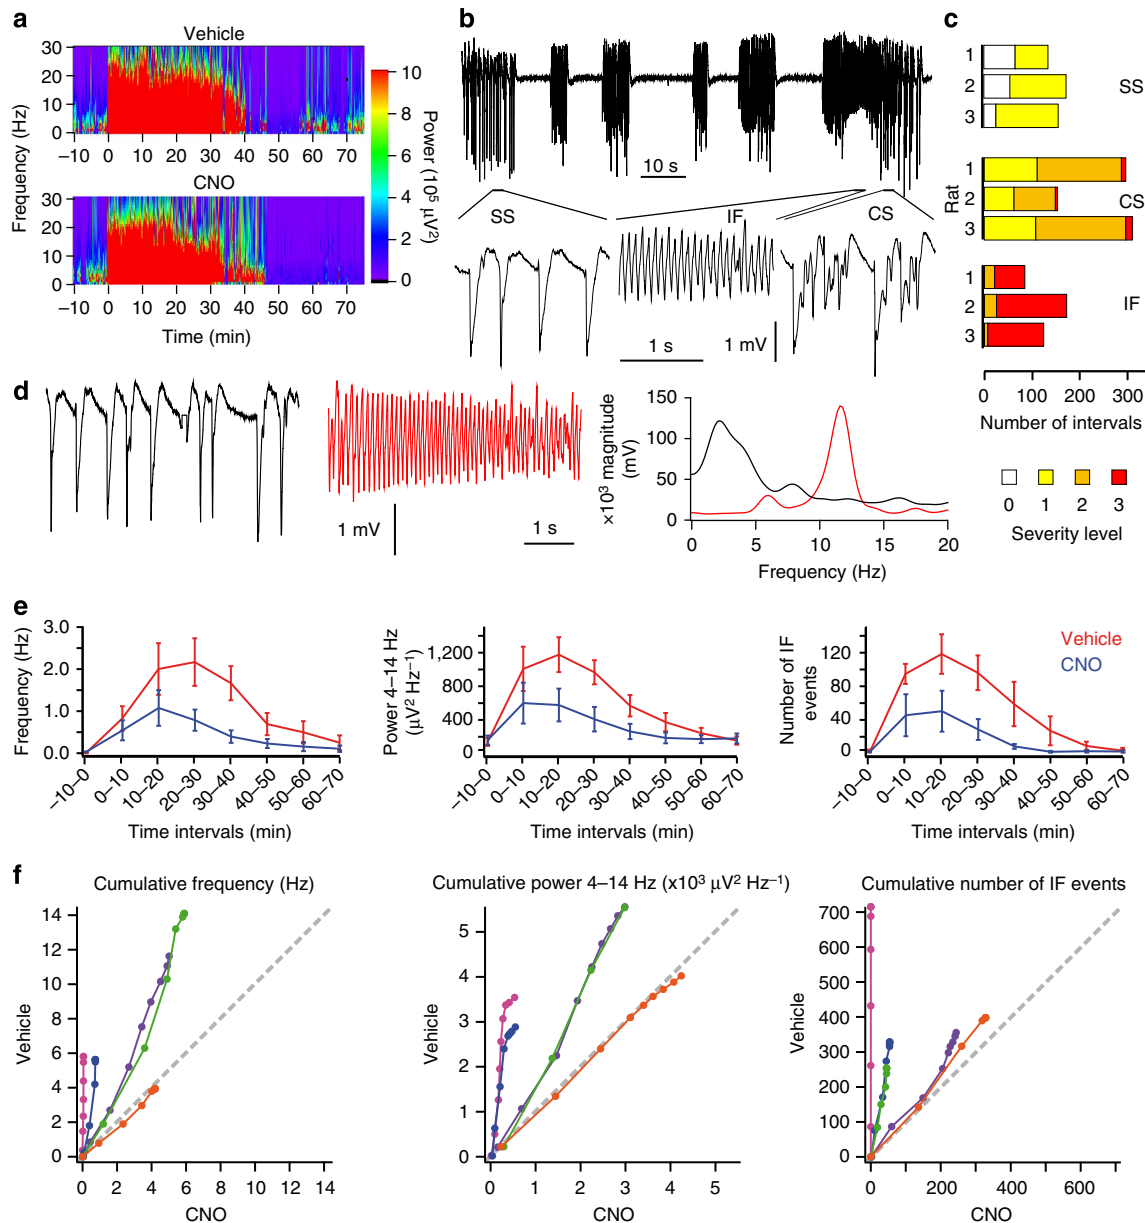 a
Vehicle
30
20
10
0
−10 0 10 20 30 40 50 60 70
CNO
30
20
10
0
−10 0 10 20 30 40 50 60 70
Frequency (Hz)
Time (min)
10
8
6
4
2
0
Power (10⁵ µV²)
b
10 s
SS
IF
CS
1 s
1 mV
c
1
2
3
SS
1
2
3
CS
1
2
3
IF
Rat
0 100 200 300
Number of intervals
0 1 2 3
Severity level
d
1 mV
1 s
150
100
50
0
×10³ magnitude
(mV)
0 5 10 15 20
Frequency (Hz)
e
3.0
2.0
1.0
0.0
Frequency (Hz)
−10–0 0–10 10–20 20–30 30–40 40–50 50–60 60–70
Time intervals (min)
1,200
800
400
0
Power 4–14 Hz
(µV² Hz⁻¹)
−10–0 0–10 10–20 20–30 30–40 40–50 50–60 60–70
Time intervals (min)
120
80
40
0
Number of IF
events
Vehicle
CNO
−10–0 0–10 10–20 20–30 30–40 40–50 50–60 60–70
Time intervals (min)
f
Cumulative frequency (Hz)
14
12
10
8
6
4
2
0
Vehicle
0 2 4 6 8 10 12 14
CNO
Cumulative power 4–14 Hz (x10³ µV² Hz⁻¹)
5
4
3
2
1
0
Vehicle
0 1 2 3 5
CNO
Cumulative number of IF events
700
600
500
400
300
200
100
0
Vehicle
0 200 400 600
CNO